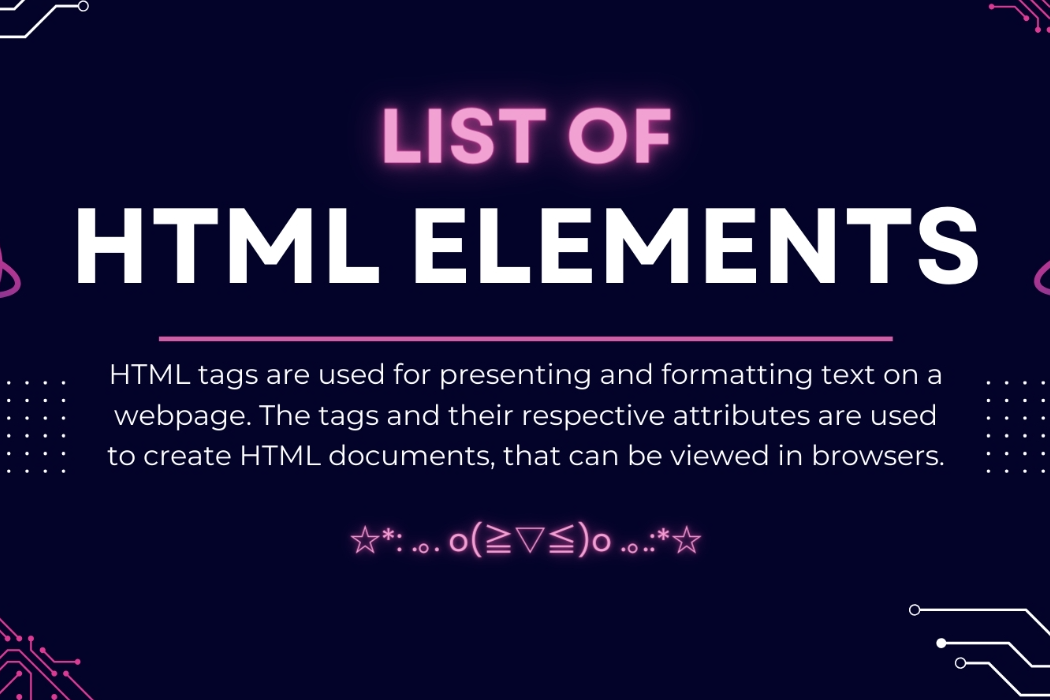 LIST OF
HTML ELEMENTS
HTML tags are used for presenting and formatting text on a
webpage. The tags and their respective attributes are used
to create HTML documents, that can be viewed in browsers.
☆*: .。. o(≧▽≦)o .。.:*☆